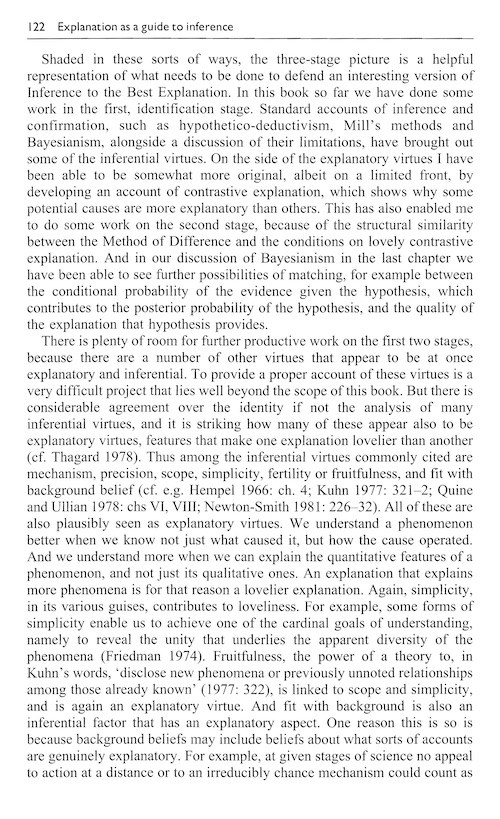 122 Explanation as a guide to inference
Shaded in these sorts of ways, the three-stage picture is a helpful
representation of what needs to be done to defend an interesting version of
Inference to the Best Explanation. In this book so far we have done some
work in the first, identification stage. Standard accounts of inference and
confirmation, such as hypothetico-deductivism, Mill's methods and
Bayesianism, alongside a discussion of their limitations, have brought out
some of the inferential virtues. On the side of the explanatory virtues I have
been able to be somewhat more original, albeit on a limited front, by
developing an account of contrastive explanation, which shows why some
potential causes are more explanatory than others. This has also enabled me
to do some work on the second stage, because of the structural similarity
between the Method of Difference and the conditions on lovely contrastive
explanation. And in our discussion of Bayesianism in the last chapter we
have been able to see further possibilities of matching, for example between
the conditional probability of the evidence given the hypothesis, which
contributes to the posterior probability of the hypothesis, and the quality of
the explanation that hypothesis provides.
There is plenty of room for further productive work on the first two stages,
because there are a number of other virtues that appear to be at once
explanatory and inferential. To provide a proper account of these virtues is a
very difficult project that lies well beyond the scope of this book. But there is
considerable agreement over the identity if not the analysis of many
inferential virtues, and it is striking how many of these appear also to be
explanatory virtues, features that make one explanation lovelier than another
(cf. Thagard 1978). Thus among the inferential virtues commonly cited are
mechanism, precision, scope, simplicity, fertility or fruitfulness, and fit with
background belief (cf. e.g. Hempel 1966: ch. 4; Kuhn 1977: 321–2; Quine
and Ullian 1978: chs VI, VIII; Newton-Smith 1981: 226–32). All of these are
also plausibly seen as explanatory virtues. We understand a phenomenon
better when we know not just what caused it, but how the cause operated.
And we understand more when we can explain the quantitative features of a
phenomenon, and not just its qualitative ones. An explanation that explains
more phenomena is for that reason a lovelier explanation. Again, simplicity,
in its various guises, contributes to loveliness. For example, some forms of
simplicity enable us to achieve one of the cardinal goals of understanding,
namely to reveal the unity that underlies the apparent diversity of the
phenomena (Friedman 1974). Fruitfulness, the power of a theory to, in
Kuhn's words, 'disclose new phenomena or previously unnoted relationships
among those already known' (1977: 322), is linked to scope and simplicity,
and is again an explanatory virtue. And fit with background is also an
inferential factor that has an explanatory aspect. One reason this is so is
because background beliefs may include beliefs about what sorts of accounts
are genuinely explanatory. For example, at given stages of science no appeal
to action at a distance or to an irreducibly chance mechanism could count as